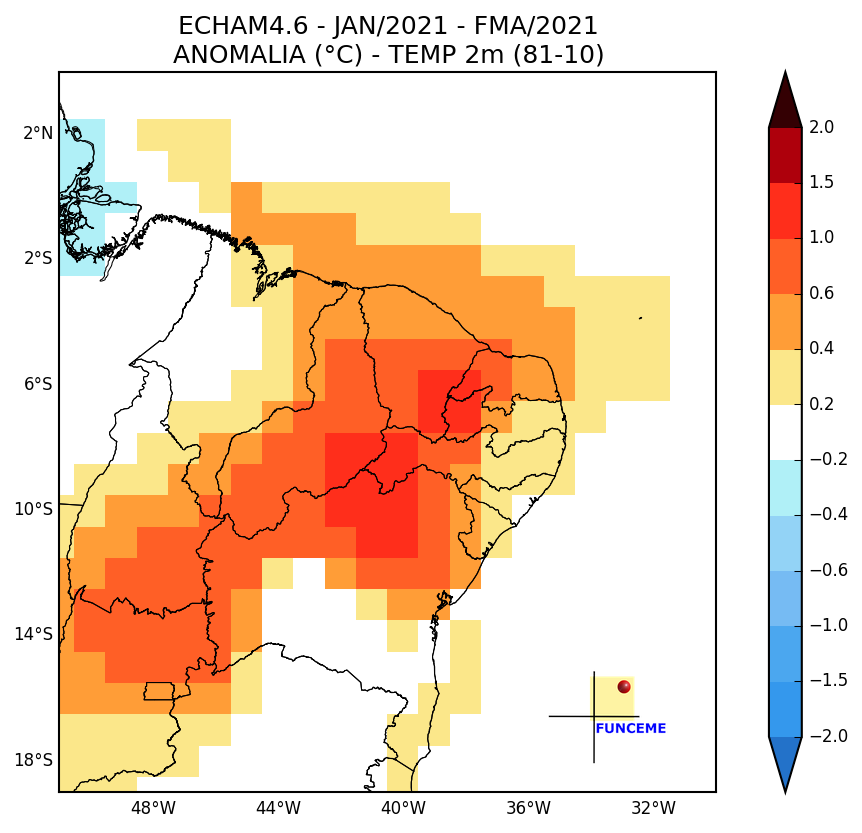 ECHAM4.6 - JAN/2021 - FMA/2021
ANOMALIA (°C) - TEMP 2m (81-10)
2°N
2°S
6°S
10°S
14°S
18°S
48°W
44°W
40°W
36°W
32°W
2.0
1.5
1.0
0.6
0.4
0.2
−0.2
−0.4
−0.6
−1.0
−1.5
−2.0
FUNCEME